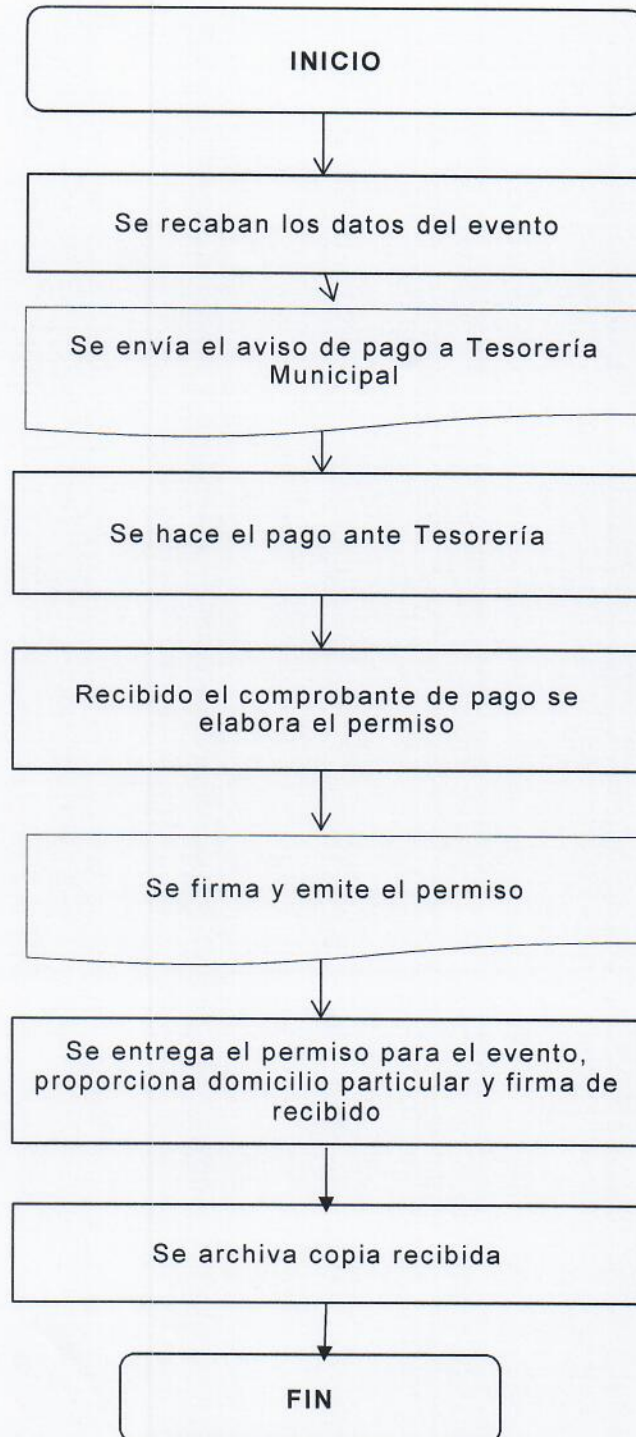 INICIO
Se recaban los datos del evento
Se envía el aviso de pago a Tesorería
Municipal
Se hace el pago ante Tesorería
Recibido el comprobante de pago se
elabora el permiso
Se firma y emite el permiso
Se entrega el permiso para el evento,
proporciona domicilio particular y firma de
recibido
Se archiva copia recibida
FIN